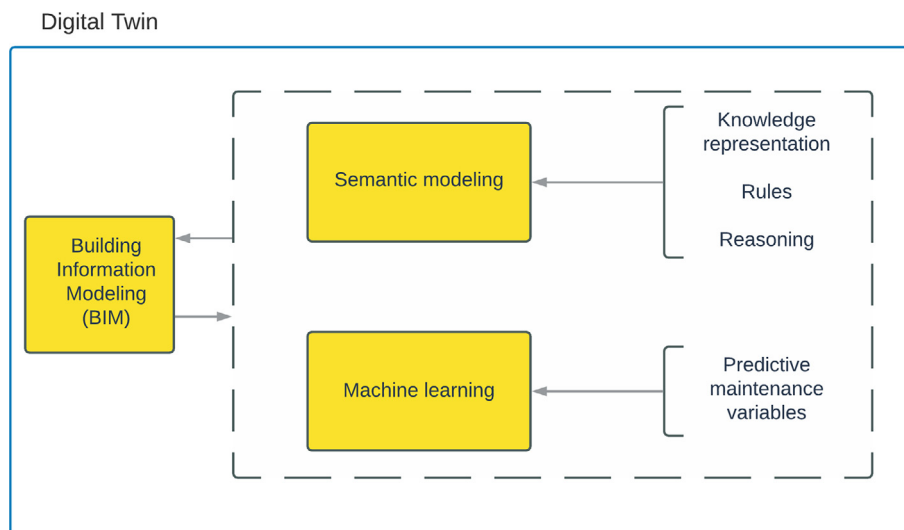 Digital Twin
Knowledge
representation
Semantic modeling
Rules
Reasoning
Building
Information
Modeling
(BIM)
Machine learning
Predictive
maintenance
variables